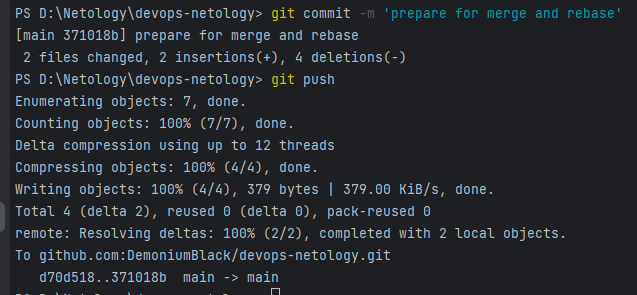 PS D:\Netology\devops-netology> git commit -m 'prepare for merge and rebase'
[main 371018b] prepare for merge and rebase
 2 files changed, 2 insertions(+), 4 deletions(-)
PS D:\Netology\devops-netology> git push
Enumerating objects: 7, done.
Counting objects: 100% (7/7), done.
Delta compression using up to 12 threads
Compressing objects: 100% (4/4), done.
Writing objects: 100% (4/4), 379 bytes | 379.00 KiB/s, done.
Total 4 (delta 2), reused 0 (delta 0), pack-reused 0
remote: Resolving deltas: 100% (2/2), completed with 2 local objects.
To github.com:DemoniumBlack/devops-netology.git
   d70d518..371018b  main -> main